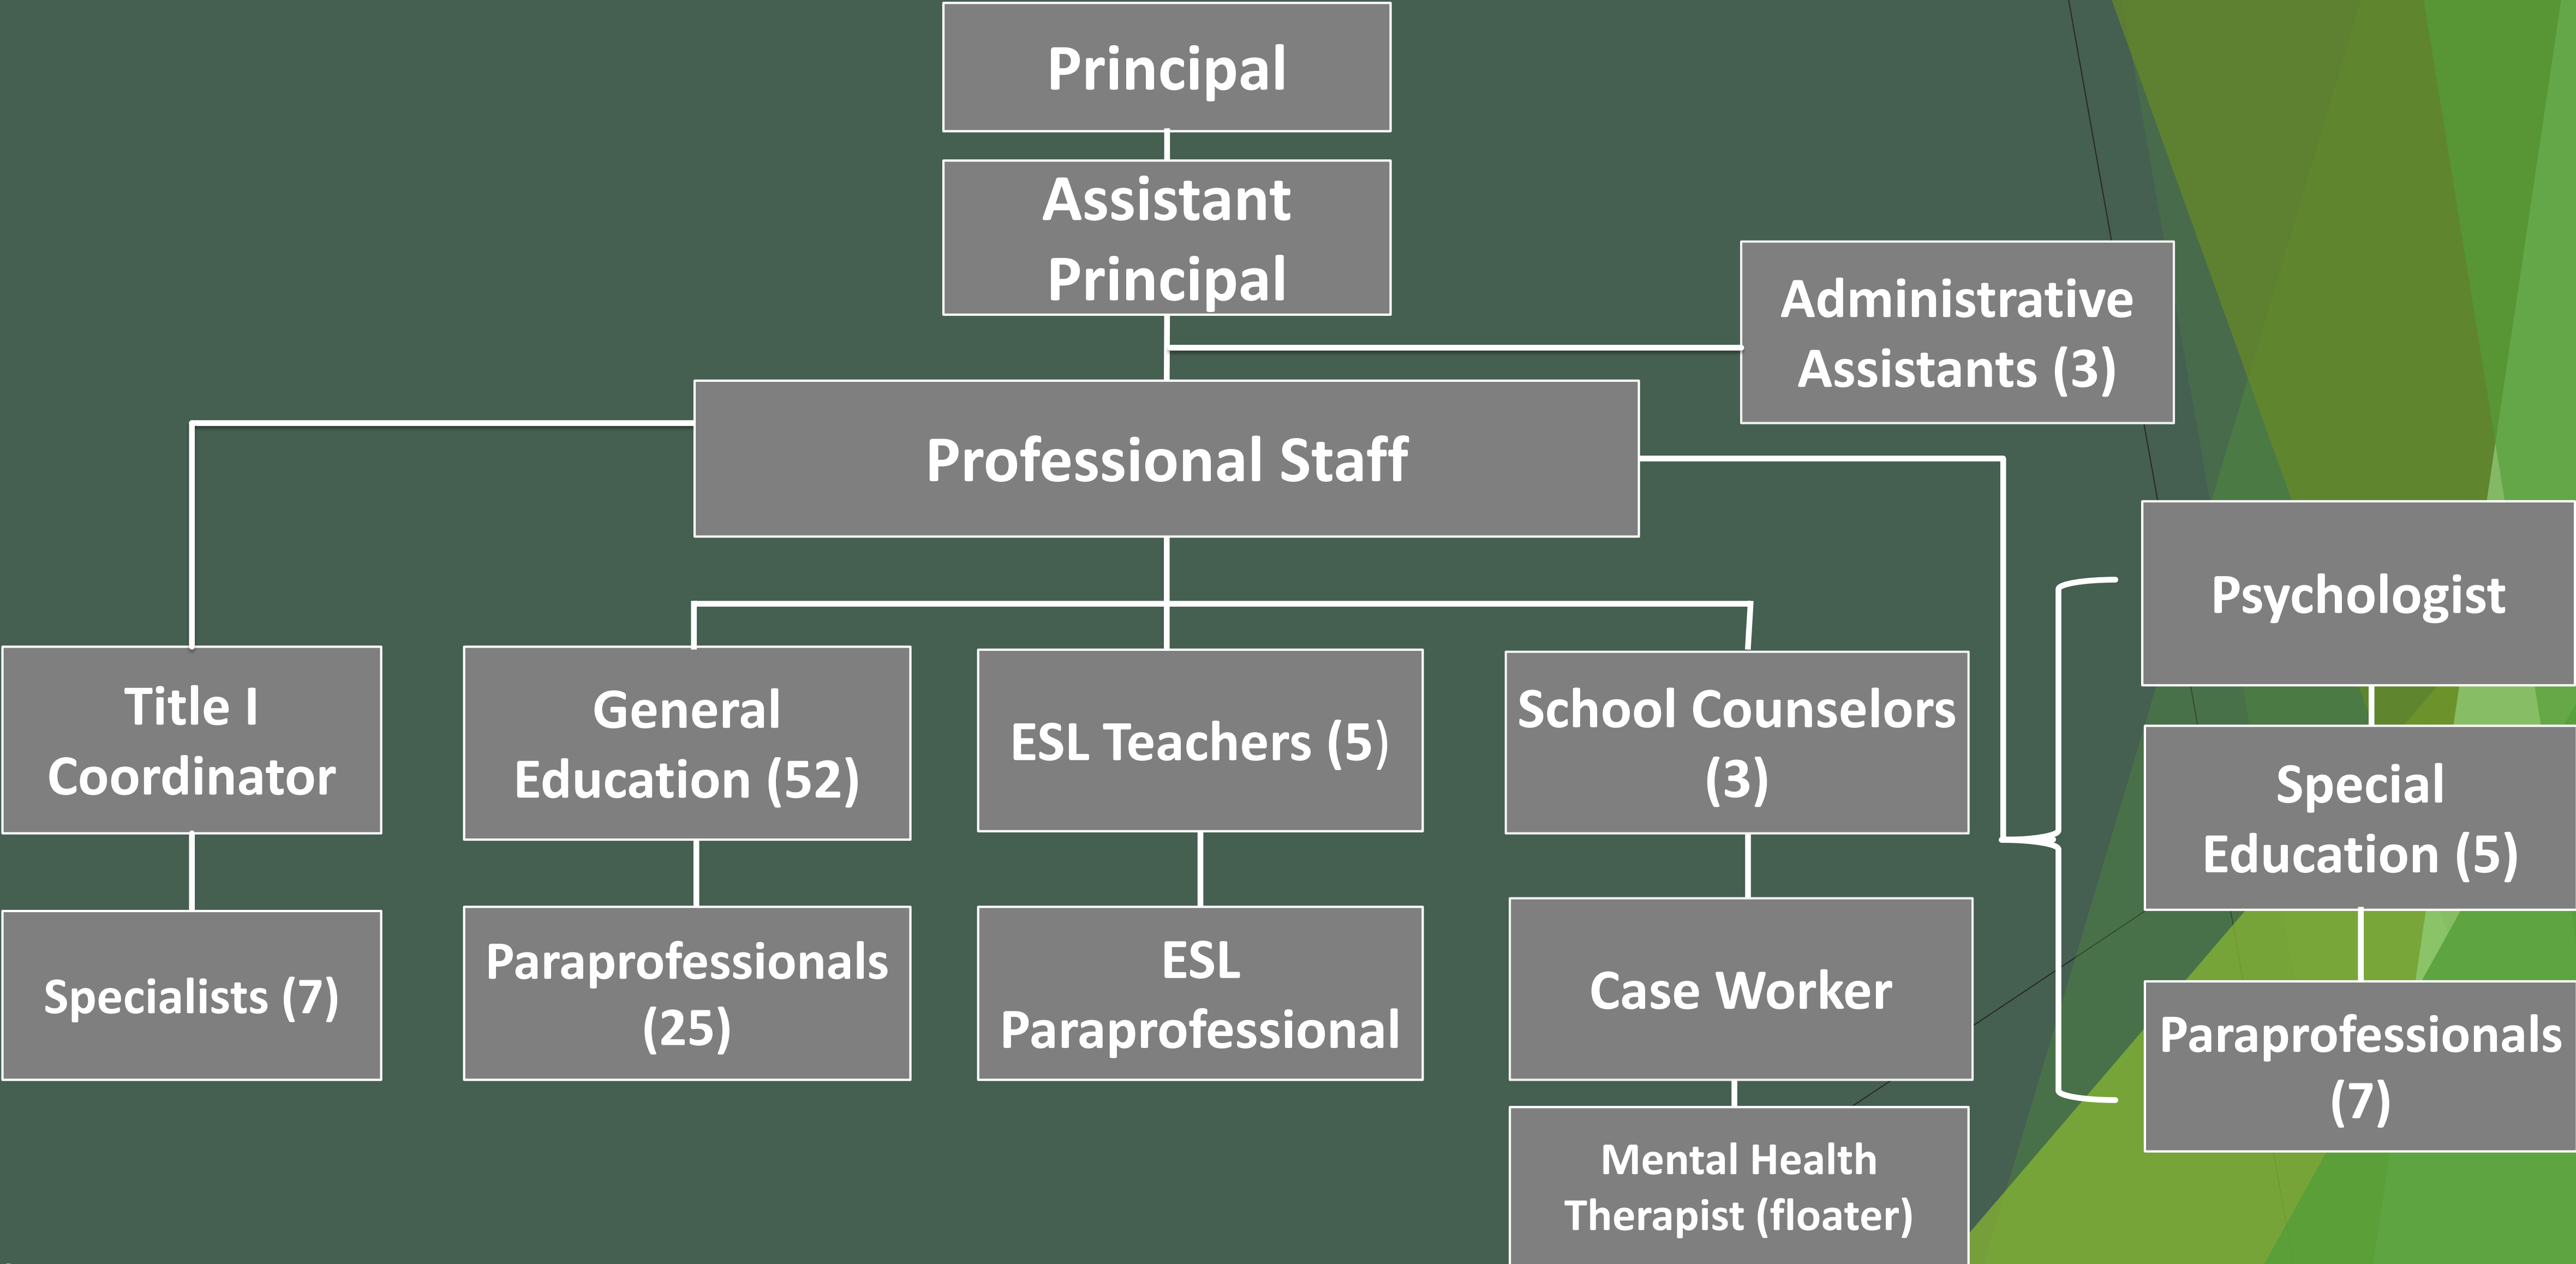 Principal
Assistant
Principal
Administrative
Assistants (3)
Professional Staff
Title I
Coordinator
Specialists (7)
General
Education (52)
Paraprofessionals
(25)
ESL Teachers (5)
ESL
Paraprofessional
School Counselors
(3)
Case Worker
Mental Health
Therapist (floater)
Psychologist
Special
Education (5)
Paraprofessionals
(7)